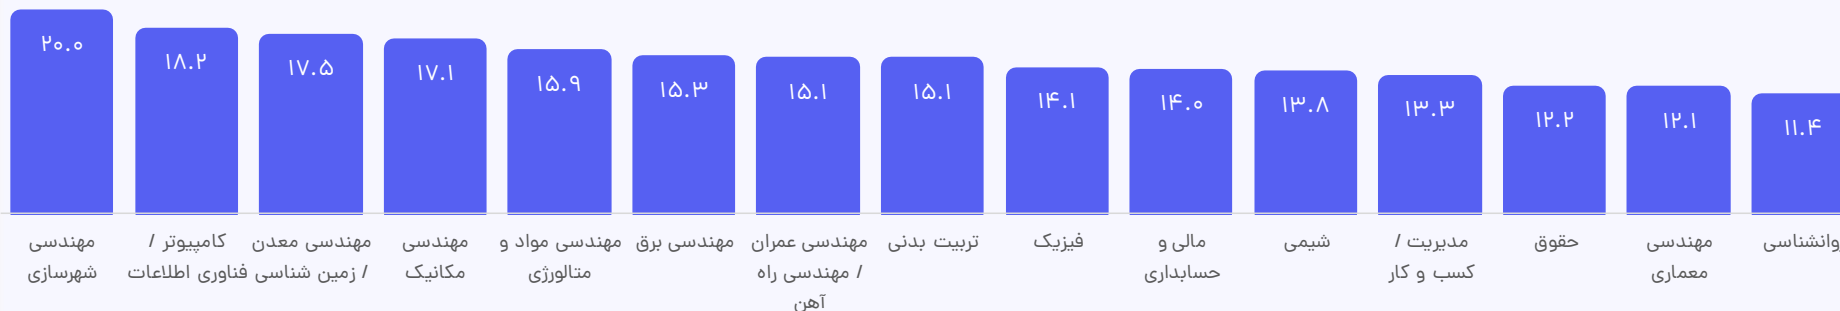 ۲۰.۰
۱۸.۲
۱۷.۵
۱۷.۱
۱۵.۹
۱۵.۳
۱۵.۱
۱۵.۱
۱۴.۱
۱۴.۰
۱۳.۸
۱۳.۳
۱۲.۲
۱۲.۱
۱۱.۴
مهندسی
شهرسازی
کامپیوتر /
فناوری اطلاعات
مهندسی معدن
/ زمین شناسی
مهندسی
مکانیک
مهندسی مواد و
متالورژی
مهندسی برق
مهندسی عمران
/ مهندسی راه
آهن
تربیت بدنی
فیزیک
مالی و
حسابداری
شیمی
مدیریت /
کسب و کار
حقوق
مهندسی
معماری
وانشناسی